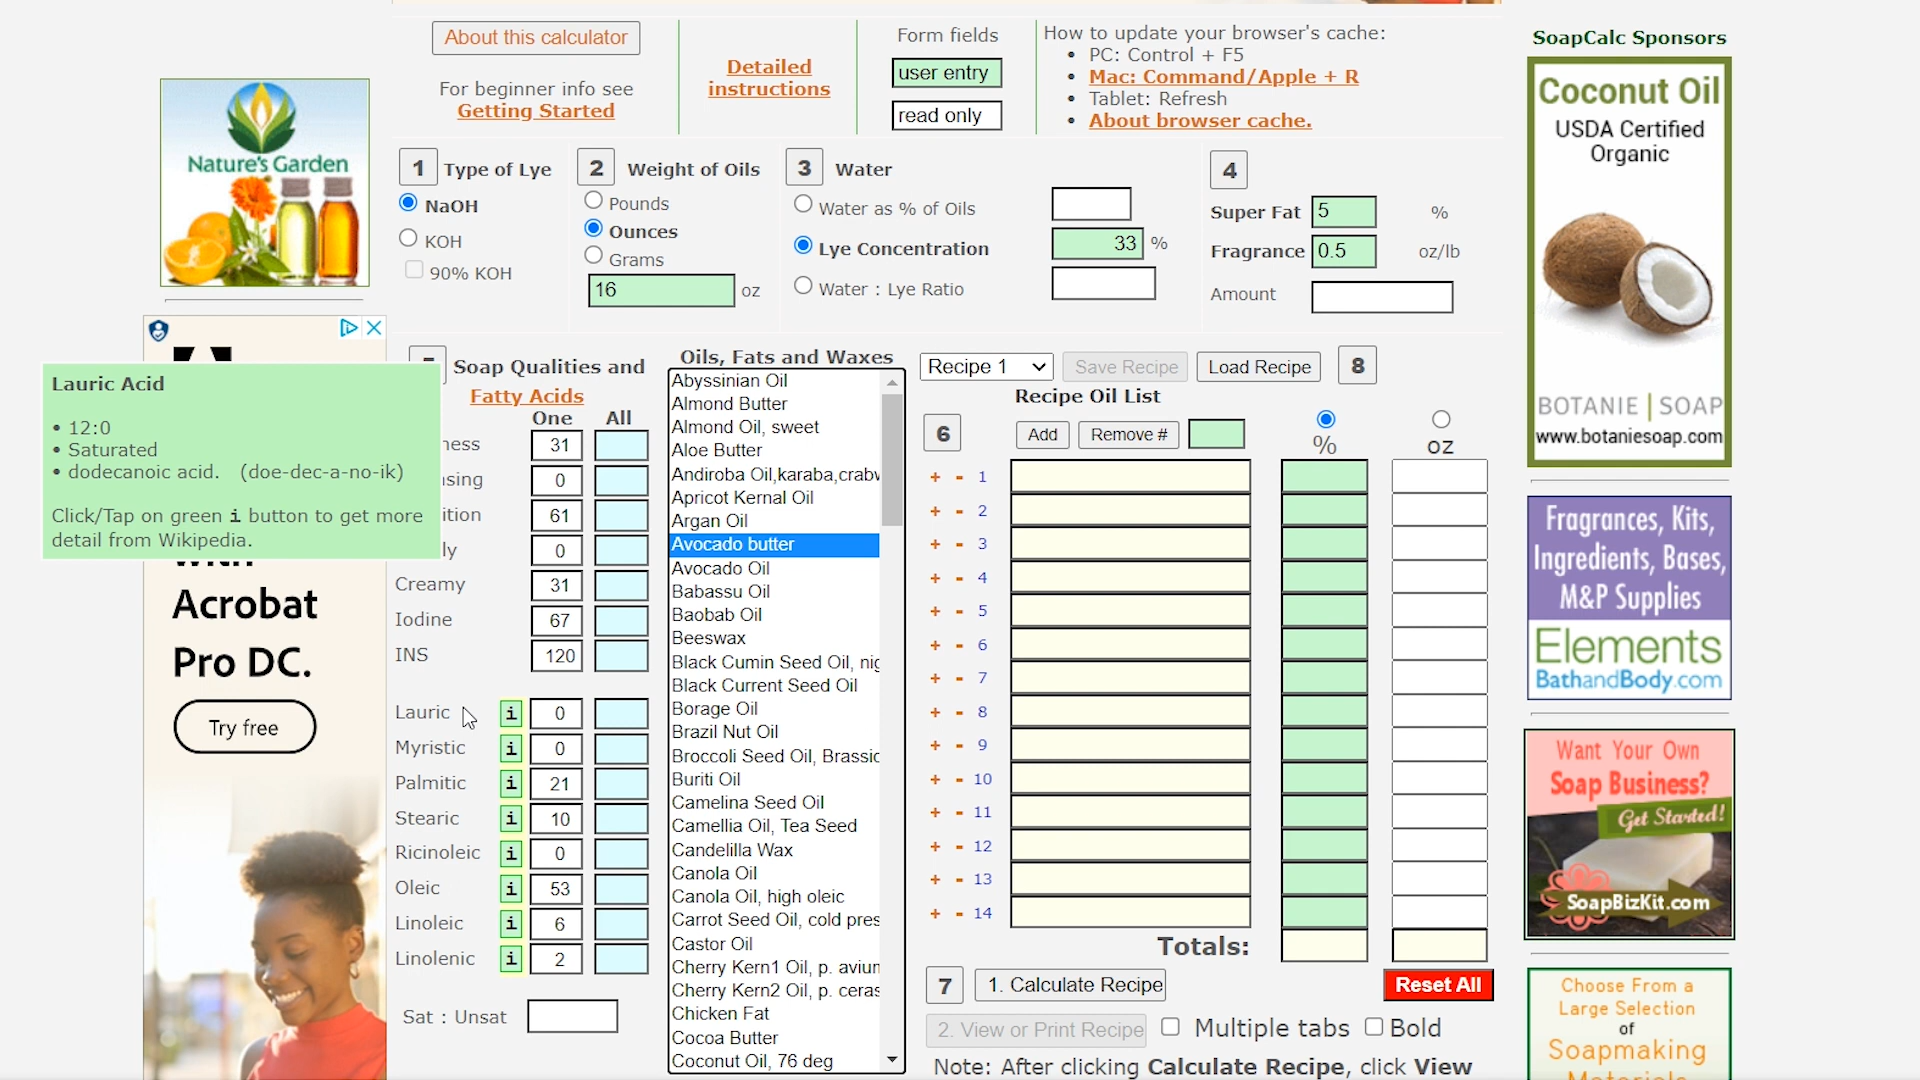 About this calculator
For beginner info see
Getting Started
Detailed
instructions
Form fields
user entry
read only
How to update your browser's cache:
• PC: Control + F5
• Mac: Command/Apple + R
• Tablet: Refresh
• About browser cache.
SoapCalc Sponsors
Nature's Garden
Coconut Oil
USDA Certified
Organic
BOTANIE | SOAP
www.botaniesoap.com
1 Type of Lye
NaOH
KOH
90% KOH
2 Weight of Oils
Pounds
Ounces
Grams
16 oz
3 Water
Water as % of Oils
Lye Concentration 33 %
Water : Lye Ratio
4
Super Fat 5 %
Fragrance 0.5 oz/lb
Amount
Lauric Acid
• 12:0
• Saturated
• dodecanoic acid. (doe-dec-a-no-ik)
Click/Tap on green i button to get more
detail from Wikipedia.
Acrobat
Pro DC.
Try free
Soap Qualities and
Fatty Acids
One All
ness 31
sing 0
ition 61
ly 0
Creamy 31
Iodine 67
INS 120
Lauric i 0
Myristic i 0
Palmitic i 21
Stearic i 10
Ricinoleic i 0
Oleic i 53
Linoleic i 6
Linolenic i 2
Sat : Unsat
Oils, Fats and Waxes
Abyssinian Oil
Almond Butter
Almond Oil, sweet
Aloe Butter
Andiroba Oil,karaba,crabw
Apricot Kernal Oil
Argan Oil
Avocado butter
Avocado Oil
Babassu Oil
Baobab Oil
Beeswax
Black Cumin Seed Oil, nig
Black Current Seed Oil
Borage Oil
Brazil Nut Oil
Broccoli Seed Oil, Brassic
Buriti Oil
Camelina Seed Oil
Camellia Oil, Tea Seed
Candelilla Wax
Canola Oil
Canola Oil, high oleic
Carrot Seed Oil, cold pres
Castor Oil
Cherry Kern1 Oil, p. avium
Cherry Kern2 Oil, p. ceras
Chicken Fat
Cocoa Butter
Coconut Oil, 76 deg
Recipe 1
Save Recipe
Load Recipe
8
Recipe Oil List
6
Add
Remove #
%
oz
+ - 1
+ - 2
+ - 3
+ - 4
+ - 5
+ - 6
+ - 7
+ - 8
+ - 9
+ - 10
+ - 11
+ - 12
+ - 13
+ - 14
Totals:
7
1. Calculate Recipe
Reset All
2. View or Print Recipe
Multiple tabs
Bold
Note: After clicking Calculate Recipe, click View
Fragrances, Kits,
Ingredients, Bases,
M&P Supplies
Elements
BathandBody.com
Want Your Own
Soap Business?
Get Started!
SoapBizKit.com
Choose From a
Large Selection
of
Soapmaking